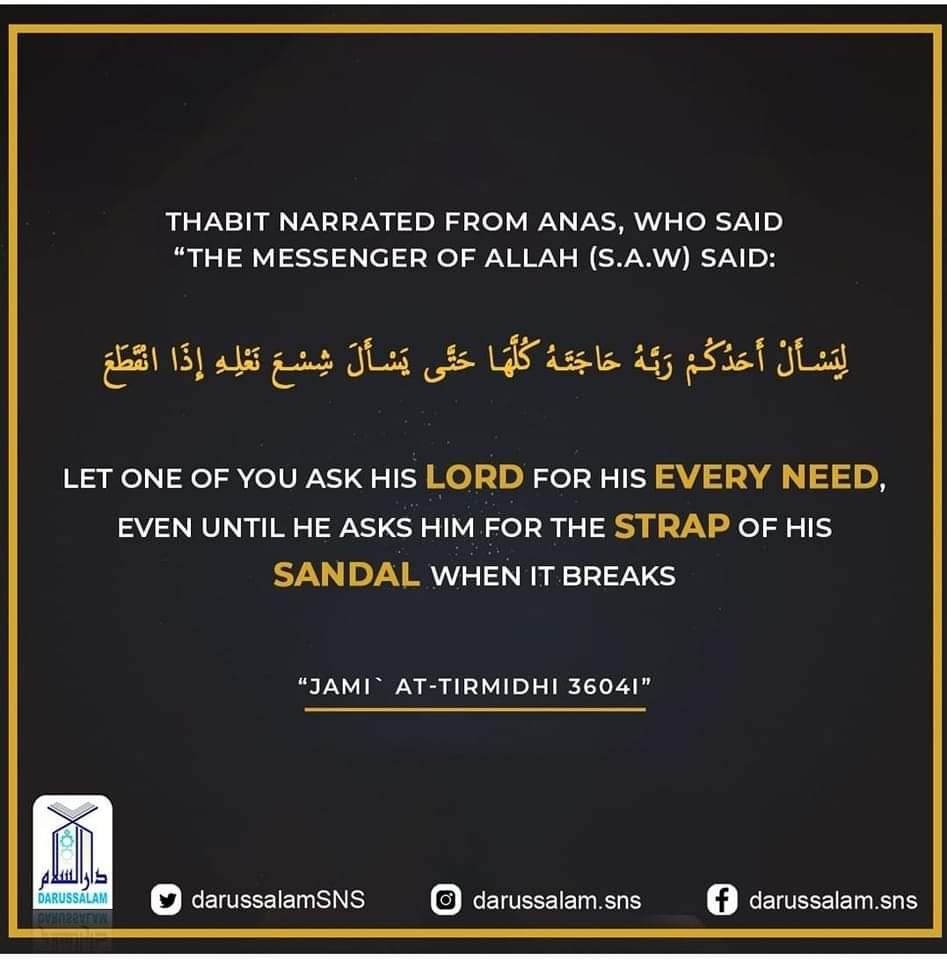 THABIT NARRATED FROM ANAS, WHO SAID
“THE MESSENGER OF ALLAH (S.A.W) SAID:
لِيَسْأَلْ أَحَدُكُمْ رَبَّهُ حَاجَتَهُ كُلَّهَا حَتَّى يَسْأَلَ شِسْعَ نَعْلِهِ إِذَا انْقَطَعَ
LET ONE OF YOU ASK HIS LORD FOR HIS EVERY NEED,
EVEN UNTIL HE ASKS HIM FOR THE STRAP OF HIS
SANDAL WHEN IT BREAKS
“JAMI` AT-TIRMIDHI 3604I”
دارالسلام
DARUSSALAM
darussalamSNS
darussalam.sns
darussalam.sns